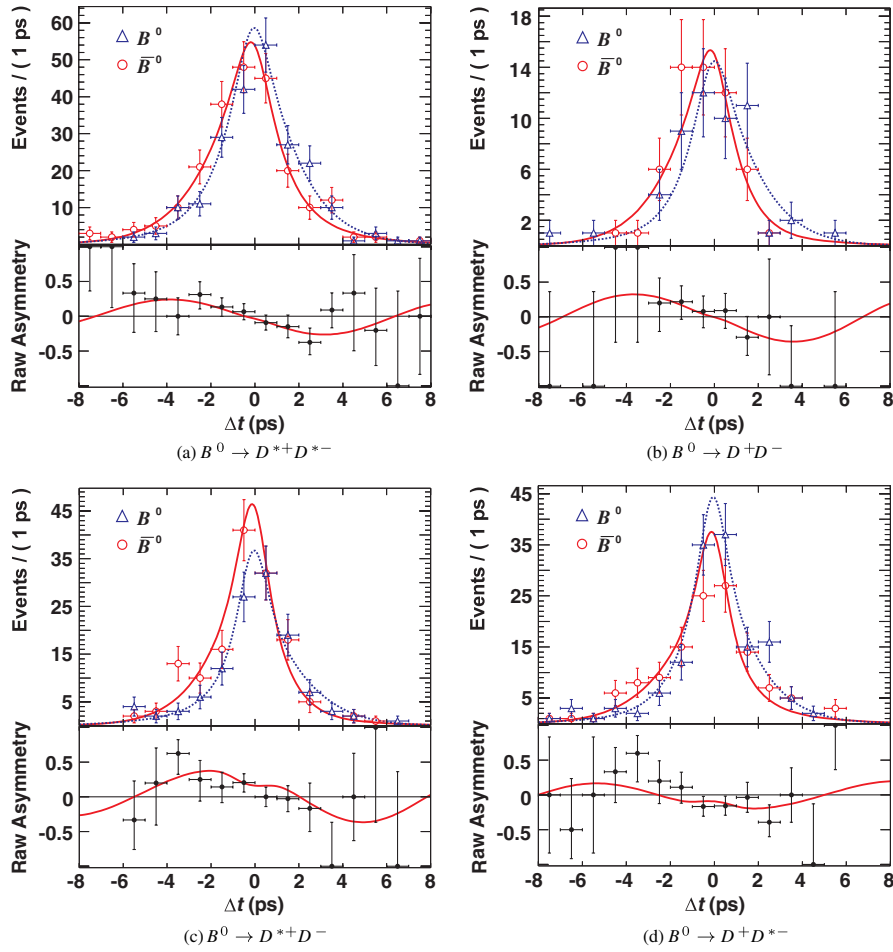 Events / ( 1 ps )
60
50
40
30
20
10
B⁰
B̅⁰
Raw Asymmetry
0.5
0
-0.5
-8 -6 -4 -2 0 2 4 6 8
Δt (ps)
(a) B⁰ → D*⁺D*⁻
Events / ( 1 ps )
18
14
10
6
2
B⁰
B̅⁰
Raw Asymmetry
0.5
0
-0.5
-8 -6 -4 -2 0 2 4 6 8
Δt (ps)
(b) B⁰ → D⁺D⁻
Events / ( 1 ps )
45
35
25
15
5
B⁰
B̅⁰
Raw Asymmetry
0.5
0
-0.5
-8 -6 -4 -2 0 2 4 6 8
Δt (ps)
(c) B⁰ → D*⁺D⁻
Events / ( 1 ps )
45
35
25
15
5
B⁰
B̅⁰
Raw Asymmetry
0.5
0
-0.5
-8 -6 -4 -2 0 2 4 6 8
Δt (ps)
(d) B⁰ → D⁺D*⁻